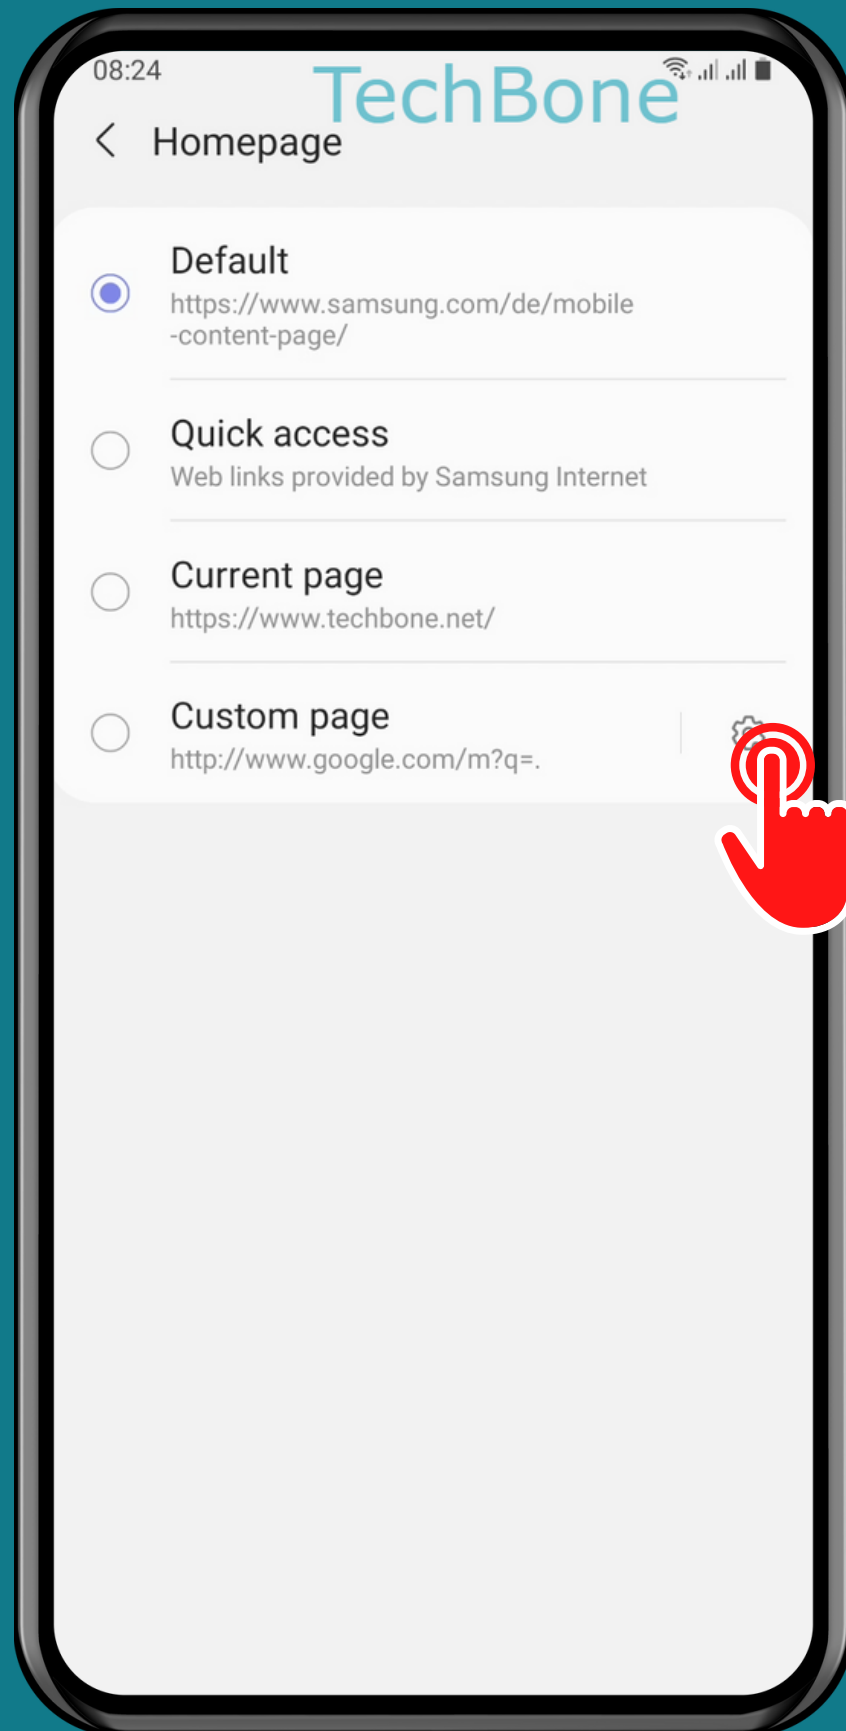 08:24
TechBone
Homepage
Default
https://www.samsung.com/de/mobile
-content-page/
Quick access
Web links provided by Samsung Internet
Current page
https://www.techbone.net/
Custom page
http://www.google.com/m?q=.